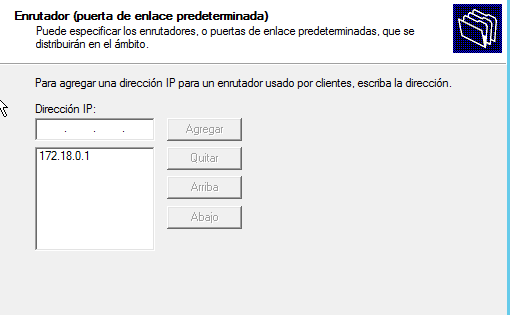 Enrutador (puerta de enlace predeterminada)
Puede especificar los enrutadores, o puertas de enlace predeterminadas, que se
distribuirán en el ámbito.
Para agregar una dirección IP para un enrutador usado por clientes, escriba la dirección.
Dirección IP:
. . .
Agregar
172.18.0.1
Quitar
Arriba
Abajo